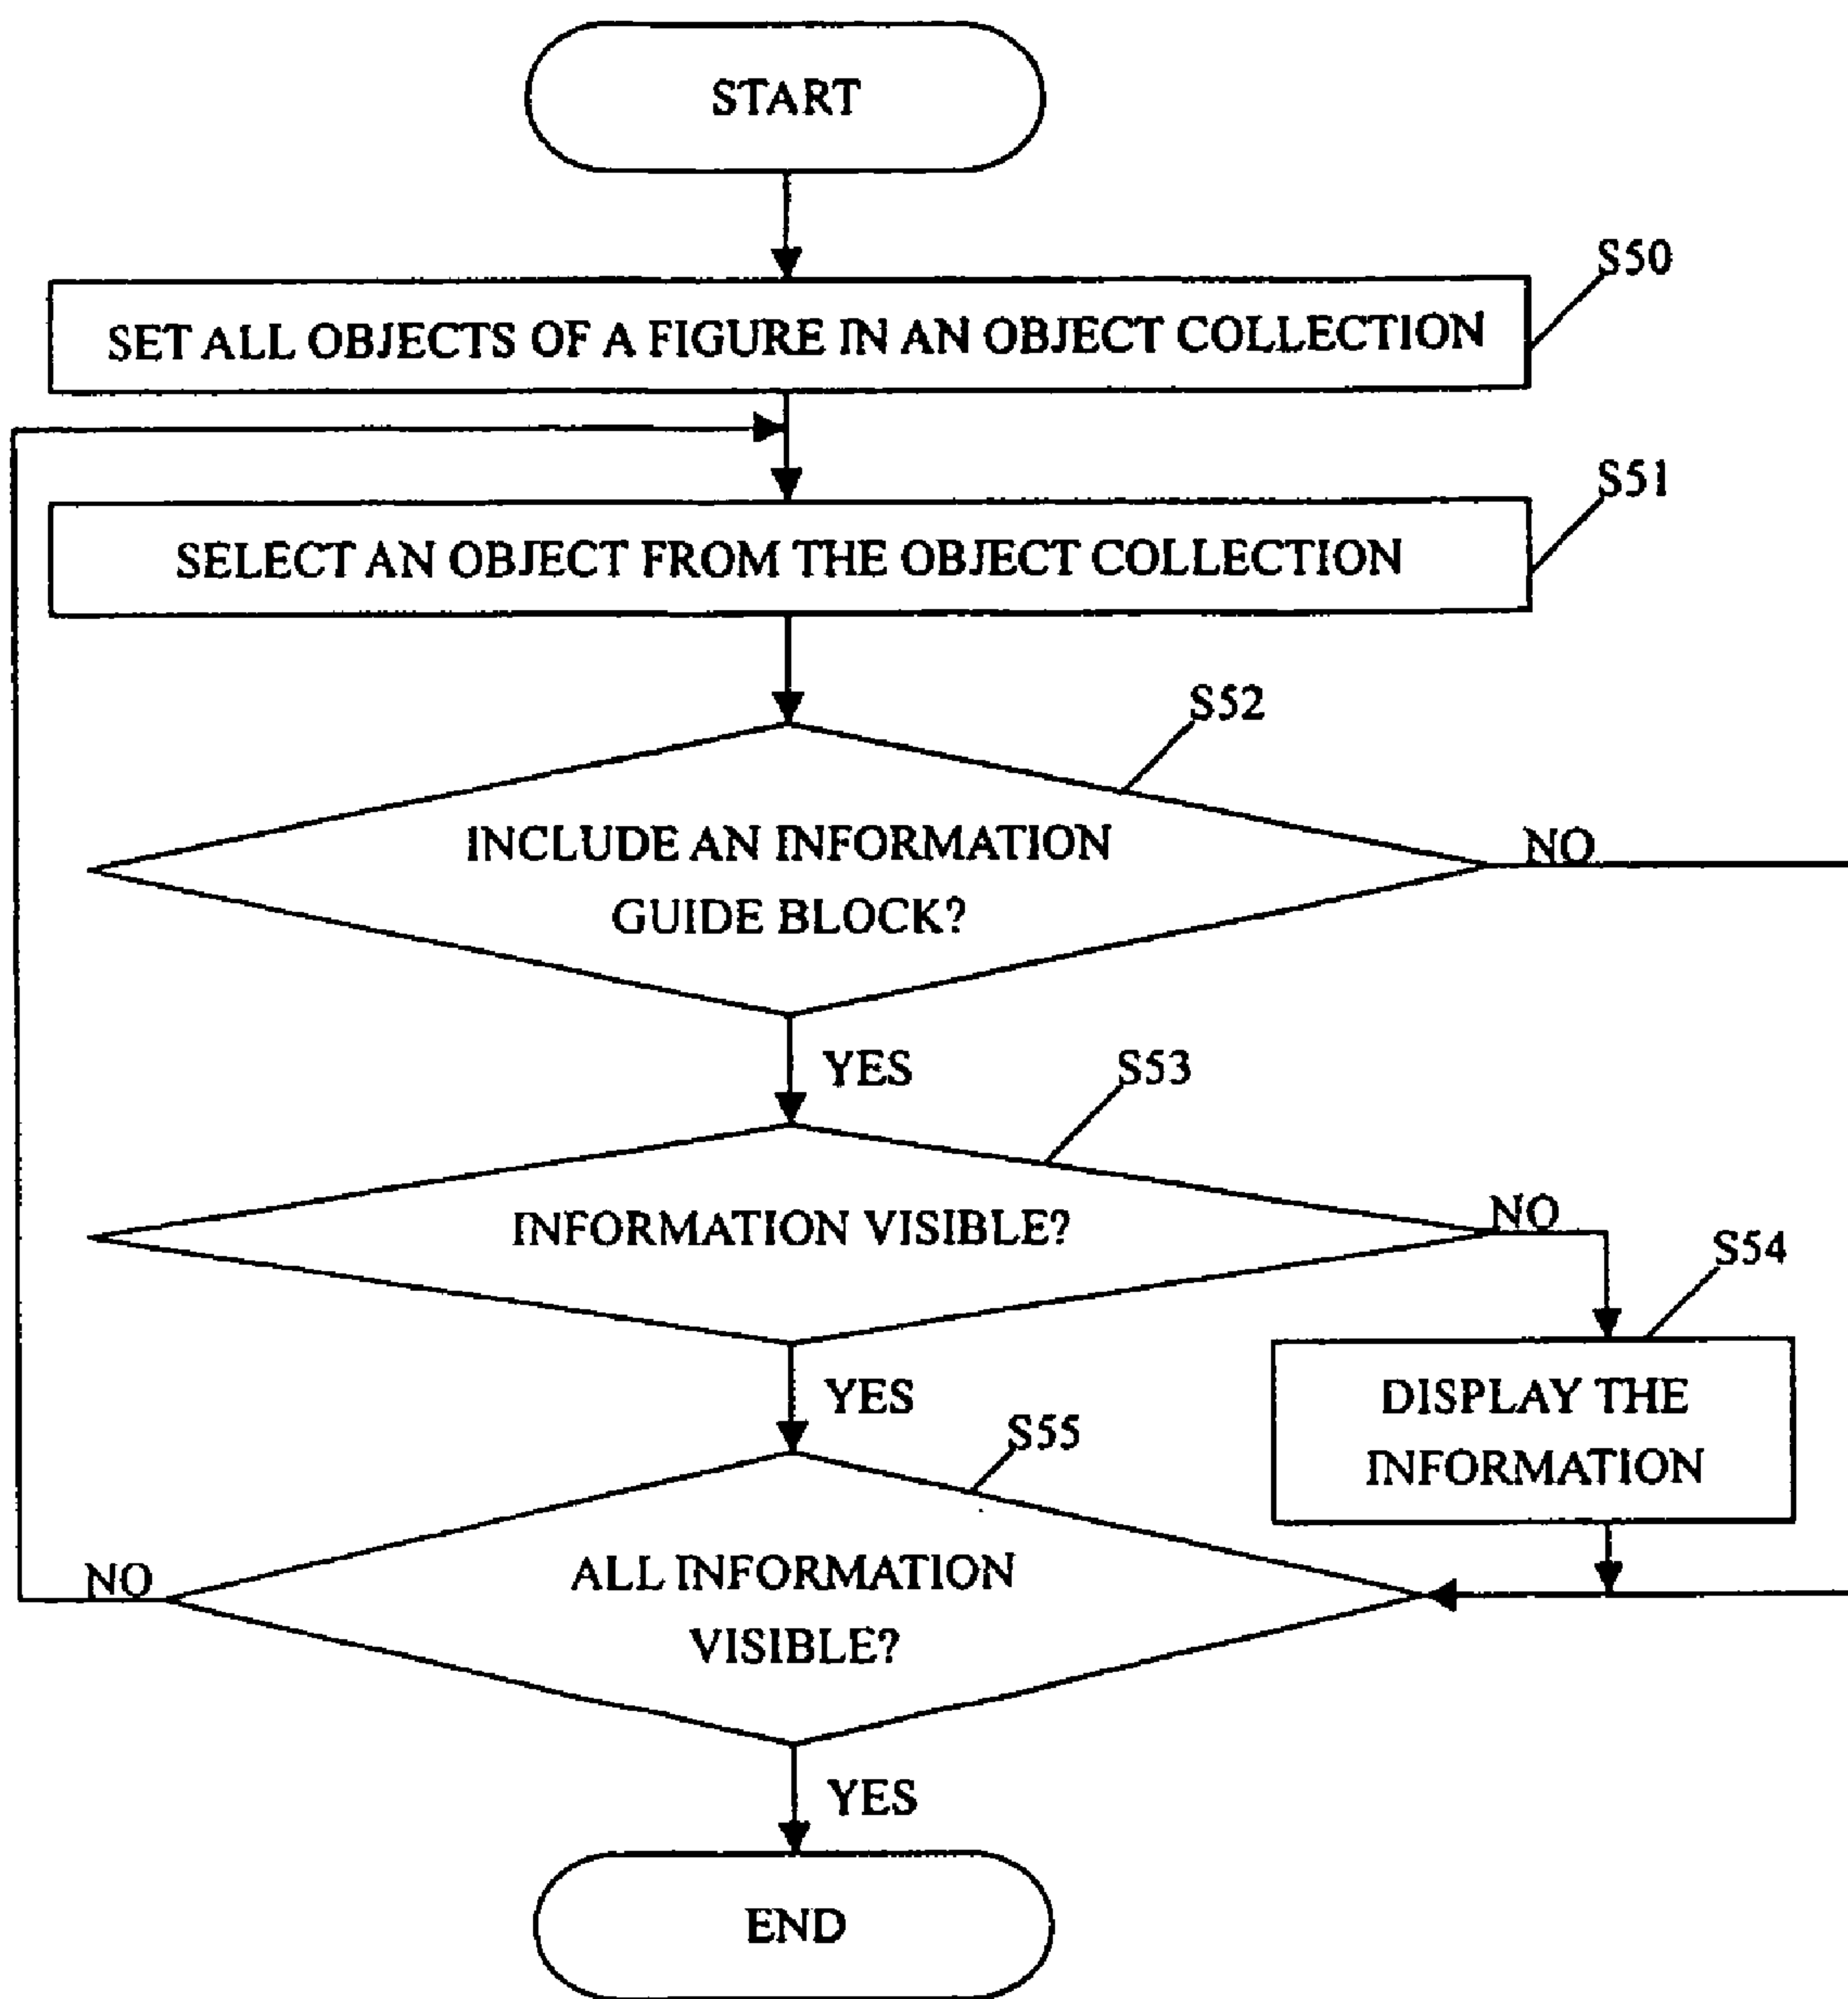 START
S50
SET ALL OBJECTS OF A FIGURE IN AN OBJECT COLLECTION
S51
SELECT AN OBJECT FROM THE OBJECT COLLECTION
S52
INCLUDE AN INFORMATION
GUIDE BLOCK?
NO
YES
S53
INFORMATION VISIBLE?
NO
S54
DISPLAY THE
INFORMATION
YES
S55
ALL INFORMATION
VISIBLE?
NO
YES
END